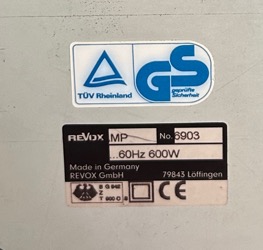 TÜV Rheinland
GS
geprüfte
Sicherheit
REVOX MP No. 6903
..60Hz 600W
Made in Germany
REVOX GmbH 79843 Löffingen
CE